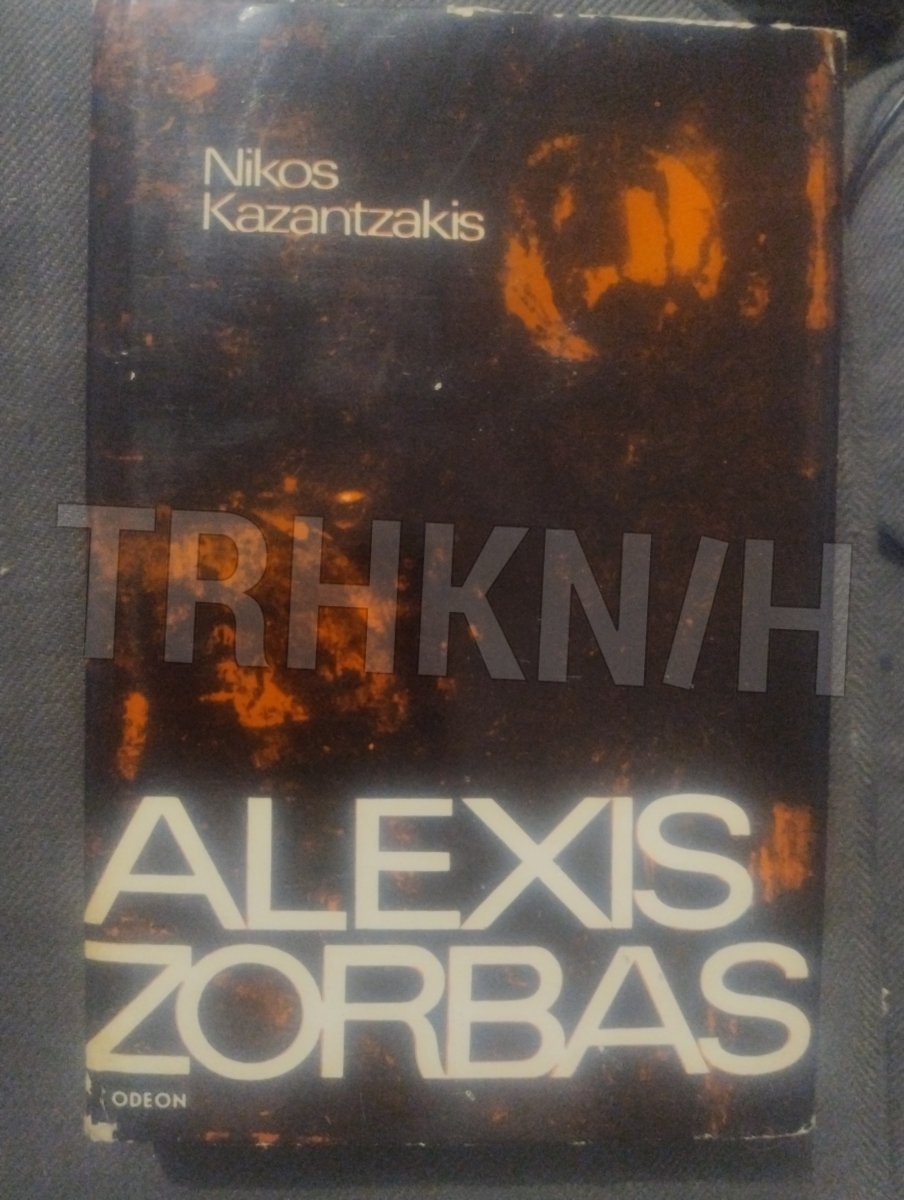 Nikos
Kazantzakis
TRHKN/H
ALEXIS
ZORBAS
ODEON